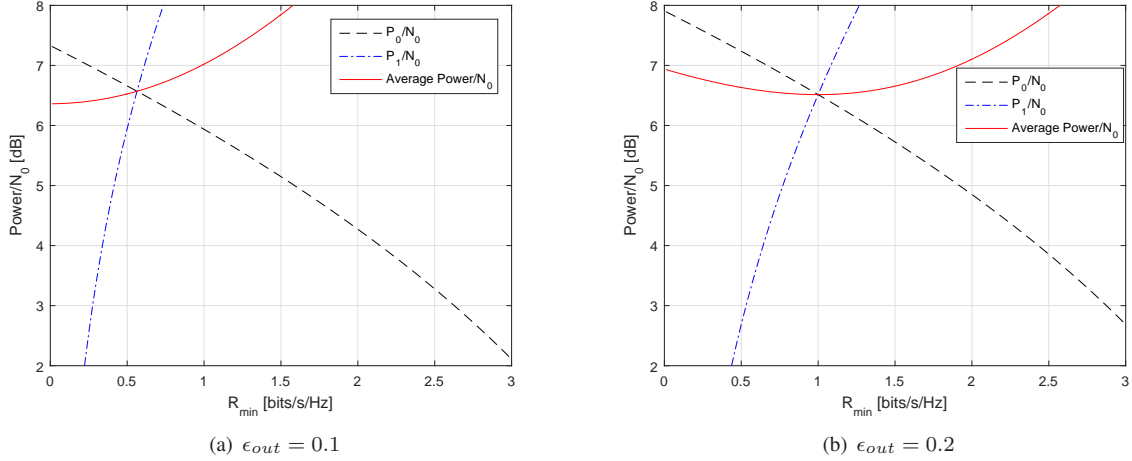 8
7
6
5
4
3
2
Power/N0 [dB]
0
0.5
1
1.5
2
2.5
3
Rmin [bits/s/Hz]
P0/N0
P1/N0
Average Power/N0
(a) ϵout = 0.1
8
7
6
5
4
3
2
Power/N0 [dB]
0
0.5
1
1.5
2
2.5
3
Rmin [bits/s/Hz]
P0/N0
P1/N0
Average Power/N0
(b) ϵout = 0.2